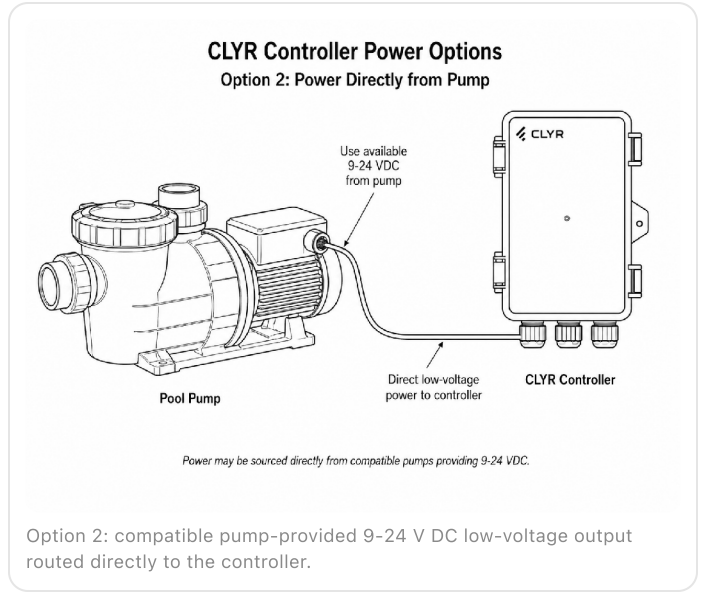 CLYR Controller Power Options
Option 2: Power Directly from Pump
Use available
9-24 VDC
from pump
CLYR
Direct low-voltage
power to controller
CLYR Controller
Pool Pump
Power may be sourced directly from compatible pumps providing 9-24 VDC.
Option 2: compatible pump-provided 9-24 V DC low-voltage output
routed directly to the controller.